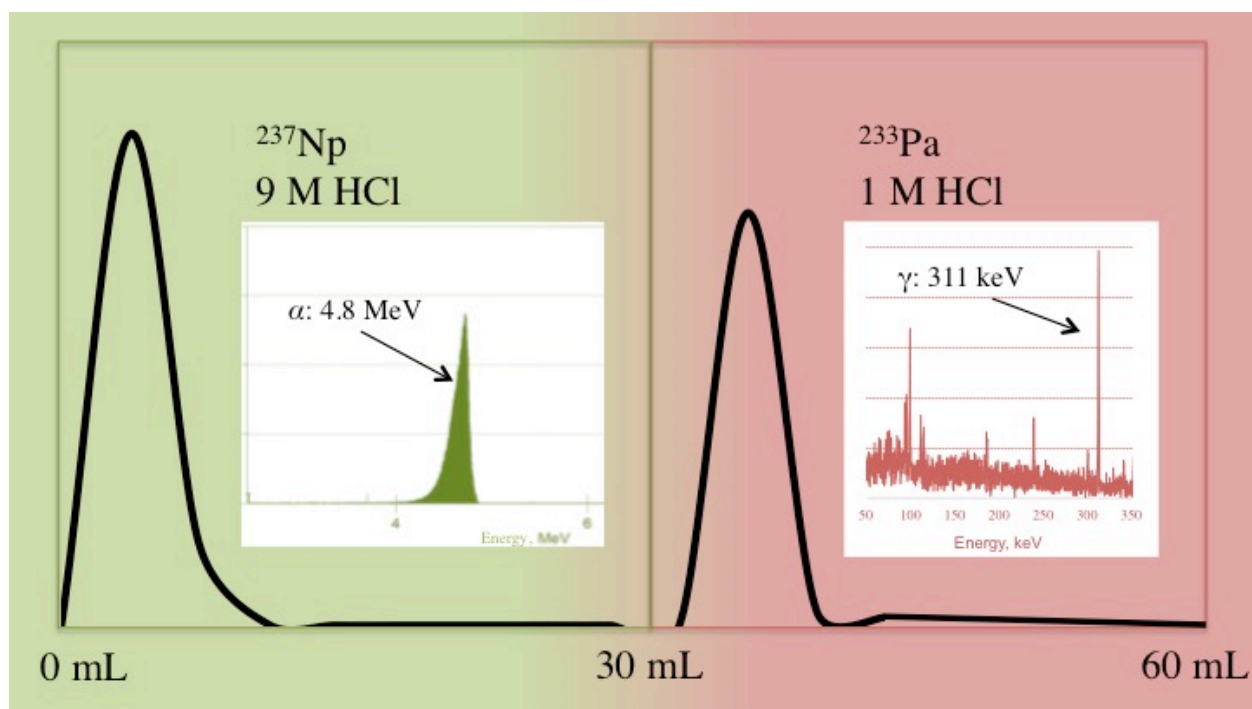 ²³⁷Np
9 M HCl
α: 4.8 MeV
4 6
Energy, MeV
²³³Pa
1 M HCl
γ: 311 keV
50 100 150 200 250 300 350
Energy, keV
0 mL 30 mL 60 mL